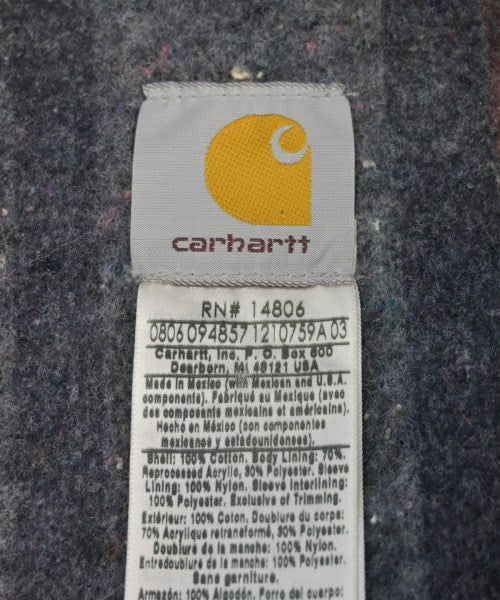 carhartt
RN# 14806
08060948571210759A 03
Carhartt, Inc, P. O. Box 600
Dearborn, MI 48121 USA
Made in Mexico (with Mexican and U.S.A.
components). Fabriqué au Mexique (avec
des composants mexicains et américains).
Hecho en México (con componentes
mexicanos y estadounidenses).
Shell: 100% Cotton. Body Lining: 70%
Reprocessed Acrylic, 30% Polyester. Sleeve
Lining: 100% Nylon. Sleeve Interlining:
100% Polyester. Exclusive of Trimming.
Extérieur: 100% Coton. Doublure du corps:
70% Acrylique retransformé, 30% Polyester.
Doublure de la manche: 100% Nylon.
Entredoublure de la manche: 100% Polyester.
Sans garniture.
Armazón: 100% Algodón. Forro del cuerpo: